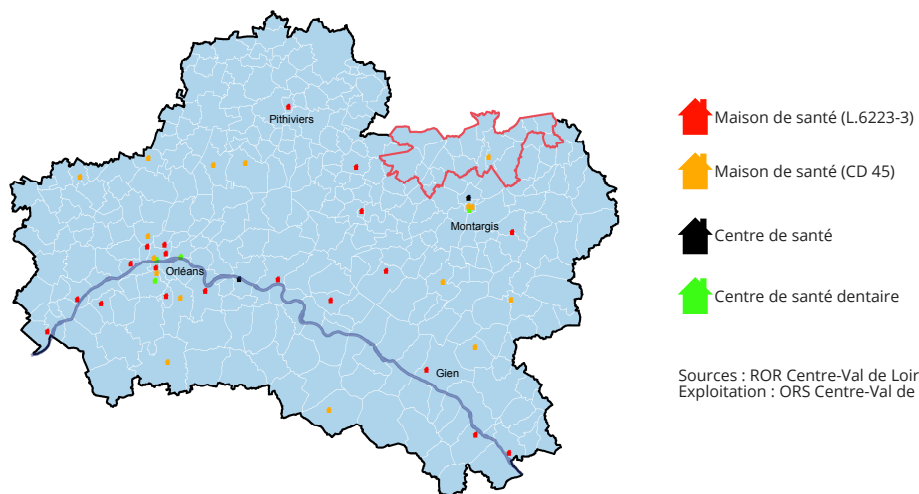 Pithiviers
Montargis
Orléans
Gien
Maison de santé (L.6223-3)
Maison de santé (CD 45)
Centre de santé
Centre de santé dentaire
Sources : ROR Centre-Val de Loir
Exploitation : ORS Centre-Val de